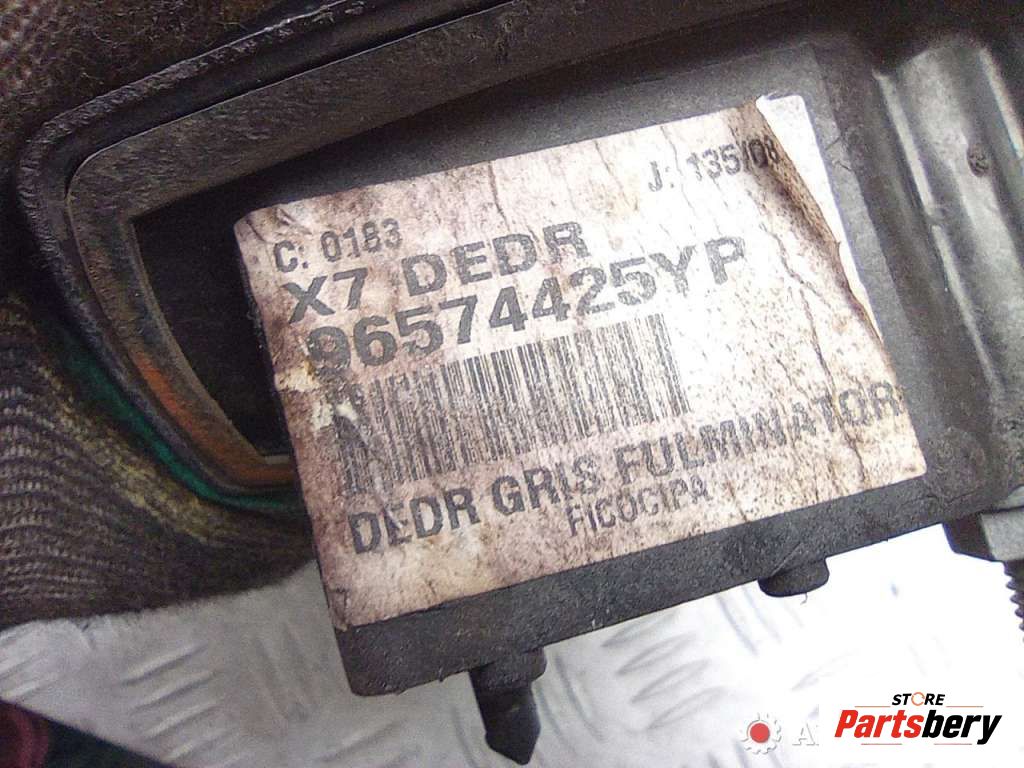 C: 0183
J: 135/08
X7 DEDR
96574425YP
DEDR GRIS FULMINATOR
FICOCIPA
STORE
Partsbery